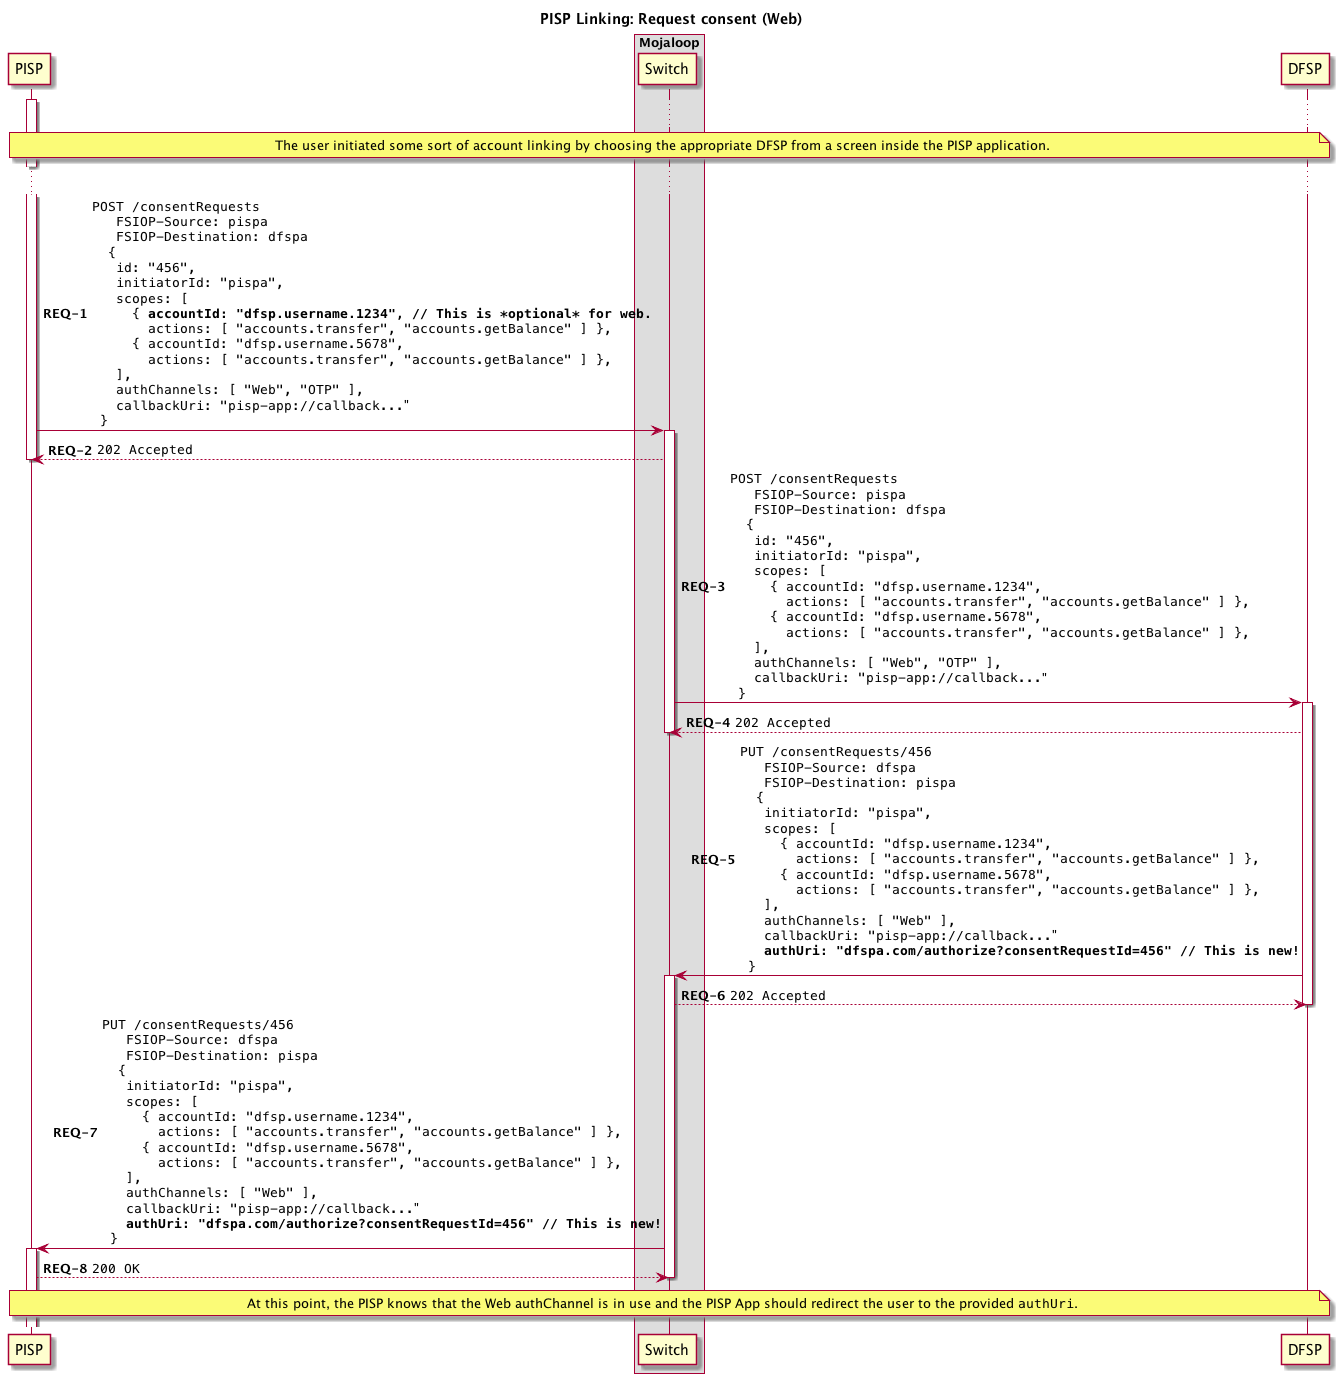 PISP Linking: Request consent (Web)
Mojaloop
PISP
Switch
DFSP
The user initiated some sort of account linking by choosing the appropriate DFSP from a screen inside the PISP application.
POST /consentRequests
FSIOP-Source: pispa
FSIOP-Destination: dfspa
{
id: "456",
initiatorId: "pispa",
scopes: [
REQ-1 { accountId: "dfsp.username.1234", // This is *optional* for web.
actions: [ "accounts.transfer", "accounts.getBalance" ] },
{ accountId: "dfsp.username.5678",
actions: [ "accounts.transfer", "accounts.getBalance" ] },
],
authChannels: [ "Web", "OTP" ],
callbackUri: "pisp-app://callback..."
}
REQ-2 202 Accepted
POST /consentRequests
FSIOP-Source: pispa
FSIOP-Destination: dfspa
{
id: "456",
initiatorId: "pispa",
scopes: [
REQ-3 { accountId: "dfsp.username.1234",
actions: [ "accounts.transfer", "accounts.getBalance" ] },
{ accountId: "dfsp.username.5678",
actions: [ "accounts.transfer", "accounts.getBalance" ] },
],
authChannels: [ "Web", "OTP" ],
callbackUri: "pisp-app://callback..."
}
REQ-4 202 Accepted
PUT /consentRequests/456
FSIOP-Source: dfspa
FSIOP-Destination: pispa
{
initiatorId: "pispa",
scopes: [
{ accountId: "dfsp.username.1234",
REQ-5 actions: [ "accounts.transfer", "accounts.getBalance" ] },
{ accountId: "dfsp.username.5678",
actions: [ "accounts.transfer", "accounts.getBalance" ] },
],
authChannels: [ "Web" ],
callbackUri: "pisp-app://callback..."
authUri: "dfspa.com/authorize?consentRequestId=456" // This is new!
}
REQ-6 202 Accepted
PUT /consentRequests/456
FSIOP-Source: dfspa
FSIOP-Destination: pispa
{
initiatorId: "pispa",
scopes: [
{ accountId: "dfsp.username.1234",
REQ-7 actions: [ "accounts.transfer", "accounts.getBalance" ] },
{ accountId: "dfsp.username.5678",
actions: [ "accounts.transfer", "accounts.getBalance" ] },
],
authChannels: [ "Web" ],
callbackUri: "pisp-app://callback..."
authUri: "dfspa.com/authorize?consentRequestId=456" // This is new!
}
REQ-8 200 OK
At this point, the PISP knows that the Web authChannel is in use and the PISP App should redirect the user to the provided authUri.
PISP
Switch
DFSP